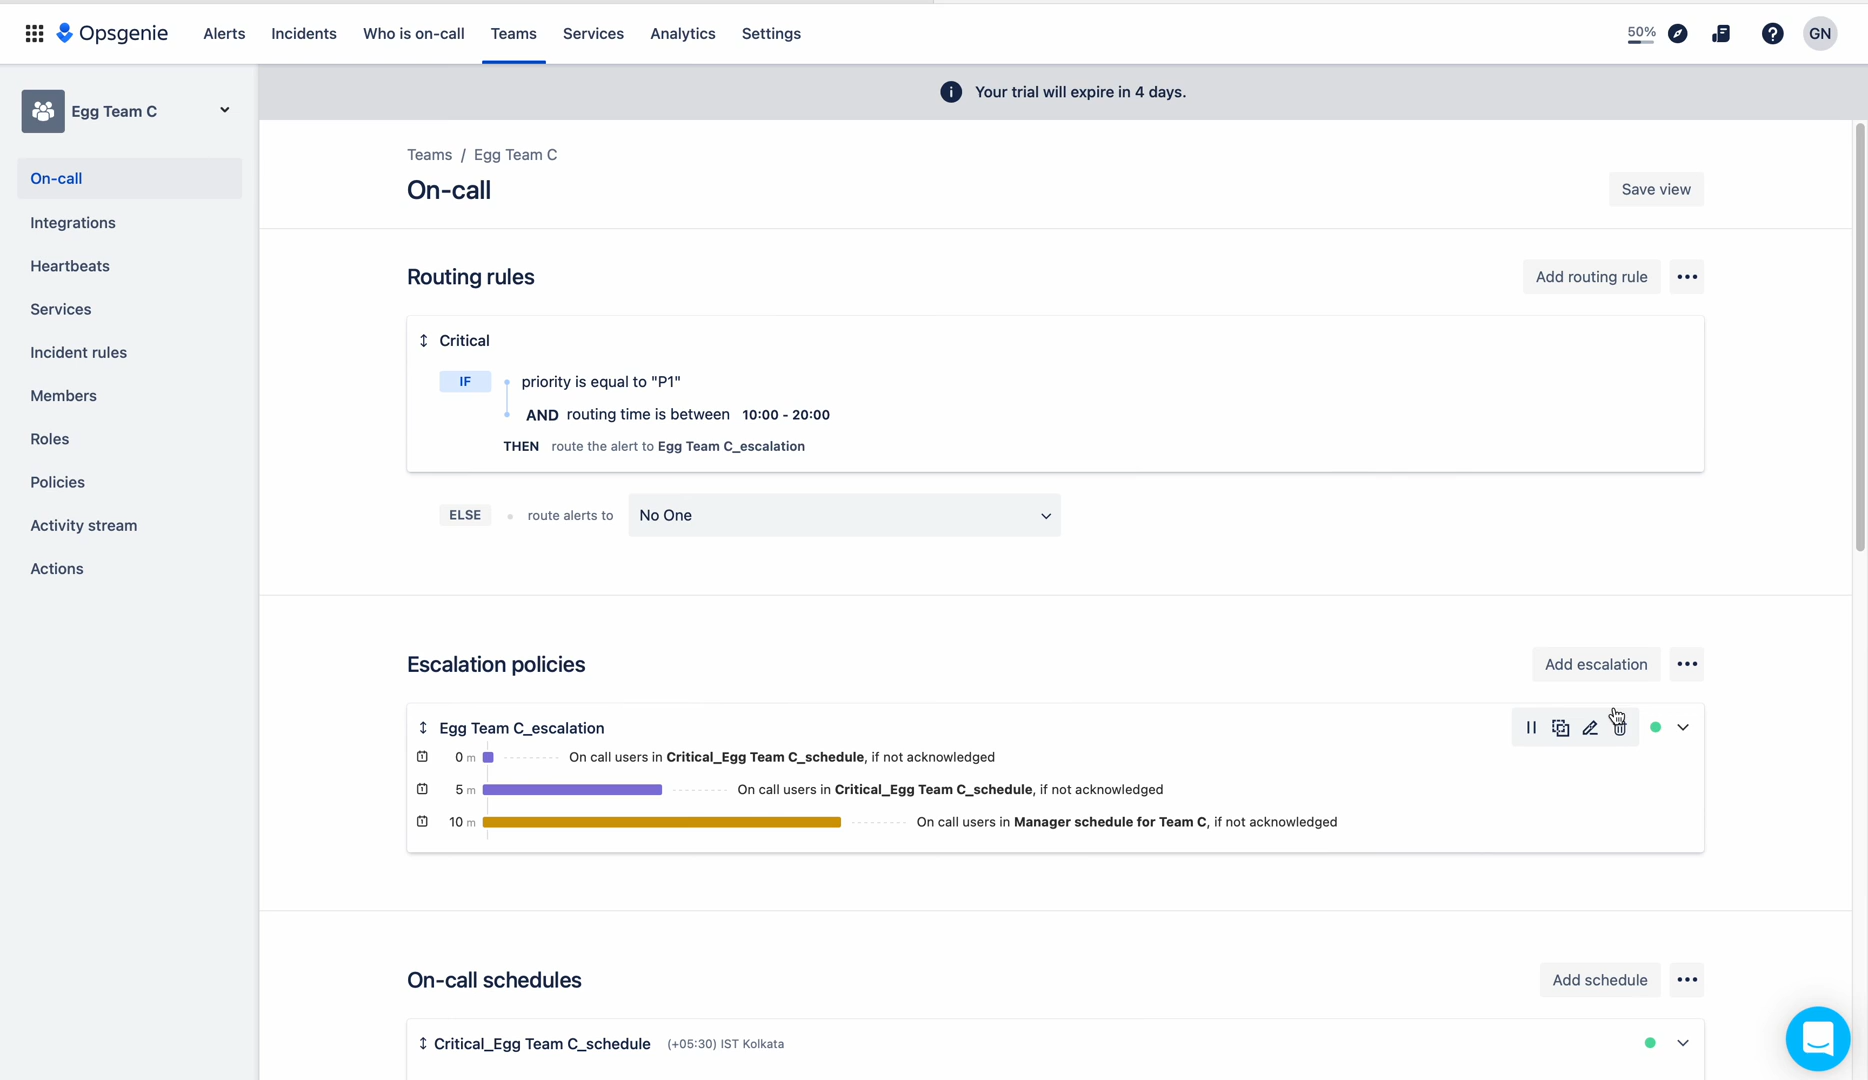 Opsgenie Alerts Incidents Who is on-call Teams Services Analytics Settings 50% GN
Your trial will expire in 4 days.
Egg Team C
On-call
Integrations
Heartbeats
Services
Incident rules
Members
Roles
Policies
Activity stream
Actions
Teams / Egg Team C
On-call Save view
Routing rules Add routing rule
Critical
IF priority is equal to "P1"
AND routing time is between 10:00 - 20:00
THEN route the alert to Egg Team C_escalation
ELSE route alerts to No One
Escalation policies Add escalation
Egg Team C_escalation
0 m On call users in Critical_Egg Team C_schedule, if not acknowledged
5 m On call users in Critical_Egg Team C_schedule, if not acknowledged
10 m On call users in Manager schedule for Team C, if not acknowledged
On-call schedules Add schedule
Critical_Egg Team C_schedule (+05:30) IST Kolkata